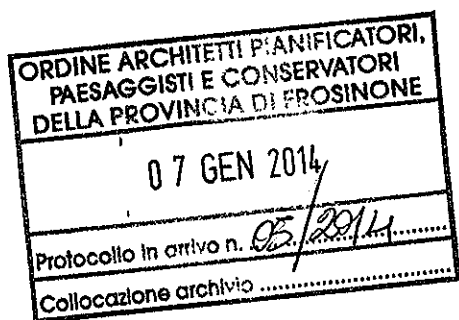 ORDINE ARCHITETTI PIANIFICATORI,
PAESAGGISTI E CONSERVATORI
DELLA PROVINCIA DI FROSINONE
07 GEN 2014
Protocollo in arrivo n. 05/2014
Collocazione archivio